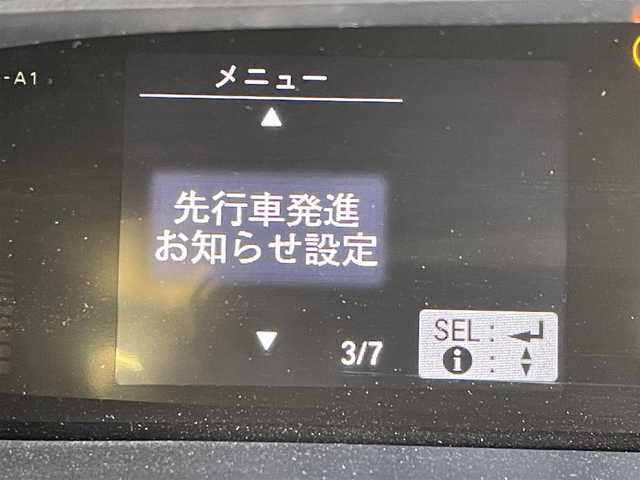 -A1
メニュー
▲
先行車発進
お知らせ設定
▼
3/7
SEL : ↵
i : ▲▼